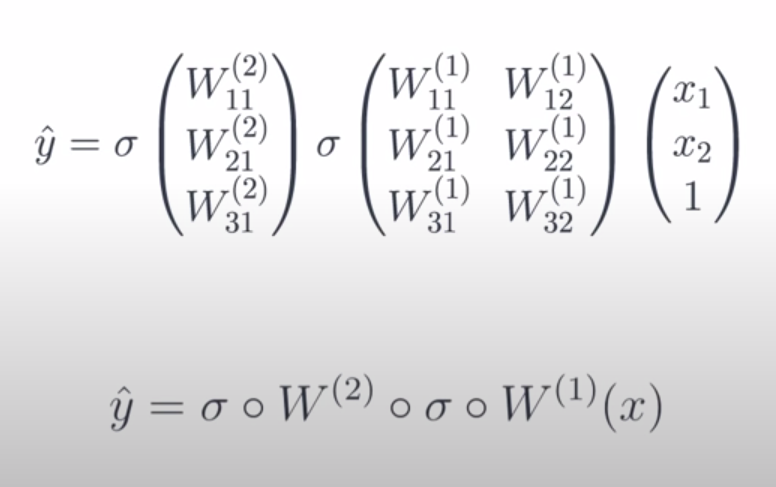 ŷ = σ (W₁₁⁽²⁾ W₂₁⁽²⁾ W₃₁⁽²⁾) σ (W₁₁⁽¹⁾ W₁₂⁽¹⁾ W₂₁⁽¹⁾ W₂₂⁽¹⁾ W₃₁⁽¹⁾ W₃₂⁽¹⁾) (x₁ x₂ 1)
ŷ = σ ∘ W⁽²⁾ ∘ σ ∘ W⁽¹⁾(x)